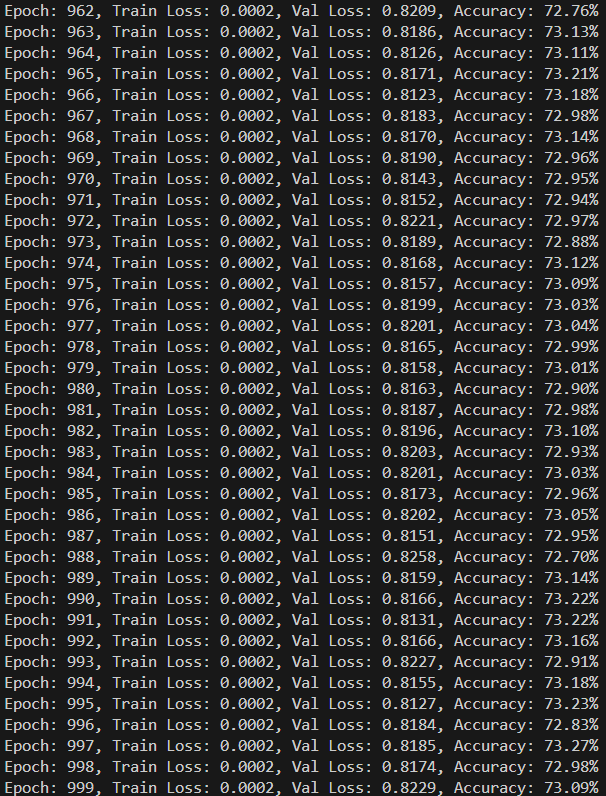 Epoch: 962, Train Loss: 0.0002, Val Loss: 0.8209, Accuracy: 72.76%
Epoch: 963, Train Loss: 0.0002, Val Loss: 0.8186, Accuracy: 73.13%
Epoch: 964, Train Loss: 0.0002, Val Loss: 0.8126, Accuracy: 73.11%
Epoch: 965, Train Loss: 0.0002, Val Loss: 0.8171, Accuracy: 73.21%
Epoch: 966, Train Loss: 0.0002, Val Loss: 0.8123, Accuracy: 73.18%
Epoch: 967, Train Loss: 0.0002, Val Loss: 0.8183, Accuracy: 72.98%
Epoch: 968, Train Loss: 0.0002, Val Loss: 0.8170, Accuracy: 73.14%
Epoch: 969, Train Loss: 0.0002, Val Loss: 0.8190, Accuracy: 72.96%
Epoch: 970, Train Loss: 0.0002, Val Loss: 0.8143, Accuracy: 72.95%
Epoch: 971, Train Loss: 0.0002, Val Loss: 0.8152, Accuracy: 72.94%
Epoch: 972, Train Loss: 0.0002, Val Loss: 0.8221, Accuracy: 72.97%
Epoch: 973, Train Loss: 0.0002, Val Loss: 0.8189, Accuracy: 72.88%
Epoch: 974, Train Loss: 0.0002, Val Loss: 0.8168, Accuracy: 73.12%
Epoch: 975, Train Loss: 0.0002, Val Loss: 0.8157, Accuracy: 73.09%
Epoch: 976, Train Loss: 0.0002, Val Loss: 0.8199, Accuracy: 73.03%
Epoch: 977, Train Loss: 0.0002, Val Loss: 0.8201, Accuracy: 73.04%
Epoch: 978, Train Loss: 0.0002, Val Loss: 0.8165, Accuracy: 72.99%
Epoch: 979, Train Loss: 0.0002, Val Loss: 0.8158, Accuracy: 73.01%
Epoch: 980, Train Loss: 0.0002, Val Loss: 0.8163, Accuracy: 72.90%
Epoch: 981, Train Loss: 0.0002, Val Loss: 0.8187, Accuracy: 72.98%
Epoch: 982, Train Loss: 0.0002, Val Loss: 0.8196, Accuracy: 73.10%
Epoch: 983, Train Loss: 0.0002, Val Loss: 0.8203, Accuracy: 72.93%
Epoch: 984, Train Loss: 0.0002, Val Loss: 0.8201, Accuracy: 73.03%
Epoch: 985, Train Loss: 0.0002, Val Loss: 0.8173, Accuracy: 72.96%
Epoch: 986, Train Loss: 0.0002, Val Loss: 0.8202, Accuracy: 73.05%
Epoch: 987, Train Loss: 0.0002, Val Loss: 0.8151, Accuracy: 72.95%
Epoch: 988, Train Loss: 0.0002, Val Loss: 0.8258, Accuracy: 72.70%
Epoch: 989, Train Loss: 0.0002, Val Loss: 0.8159, Accuracy: 73.14%
Epoch: 990, Train Loss: 0.0002, Val Loss: 0.8166, Accuracy: 73.22%
Epoch: 991, Train Loss: 0.0002, Val Loss: 0.8131, Accuracy: 73.22%
Epoch: 992, Train Loss: 0.0002, Val Loss: 0.8166, Accuracy: 73.16%
Epoch: 993, Train Loss: 0.0002, Val Loss: 0.8227, Accuracy: 72.91%
Epoch: 994, Train Loss: 0.0002, Val Loss: 0.8155, Accuracy: 73.18%
Epoch: 995, Train Loss: 0.0002, Val Loss: 0.8127, Accuracy: 73.23%
Epoch: 996, Train Loss: 0.0002, Val Loss: 0.8184, Accuracy: 72.83%
Epoch: 997, Train Loss: 0.0002, Val Loss: 0.8185, Accuracy: 73.27%
Epoch: 998, Train Loss: 0.0002, Val Loss: 0.8174, Accuracy: 72.98%
Epoch: 999, Train Loss: 0.0002, Val Loss: 0.8229, Accuracy: 73.09%